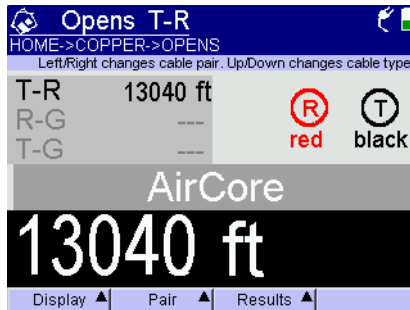 Opens T-R
HOME->COPPER->OPENS
Left/Right changes cable pair. Up/Down changes cable type
T-R 13040 ft
R-G ---
T-G ---
R T
red black
AirCore
13040 ft
Display Pair Results